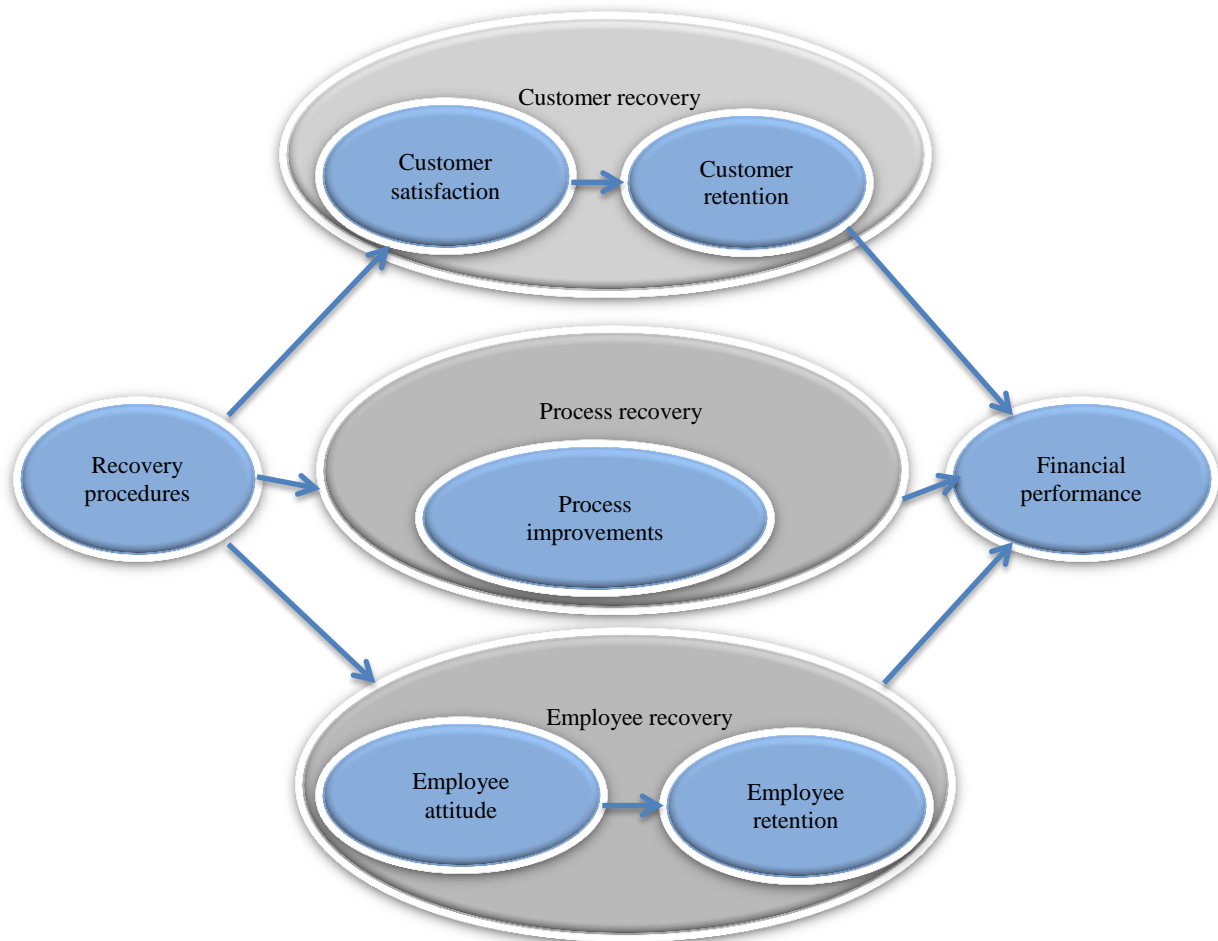 Customer recovery
Customer
satisfaction
Customer
retention
Process recovery
Recovery
procedures
Process
improvements
Financial
performance
Employee recovery
Employee
attitude
Employee
retention